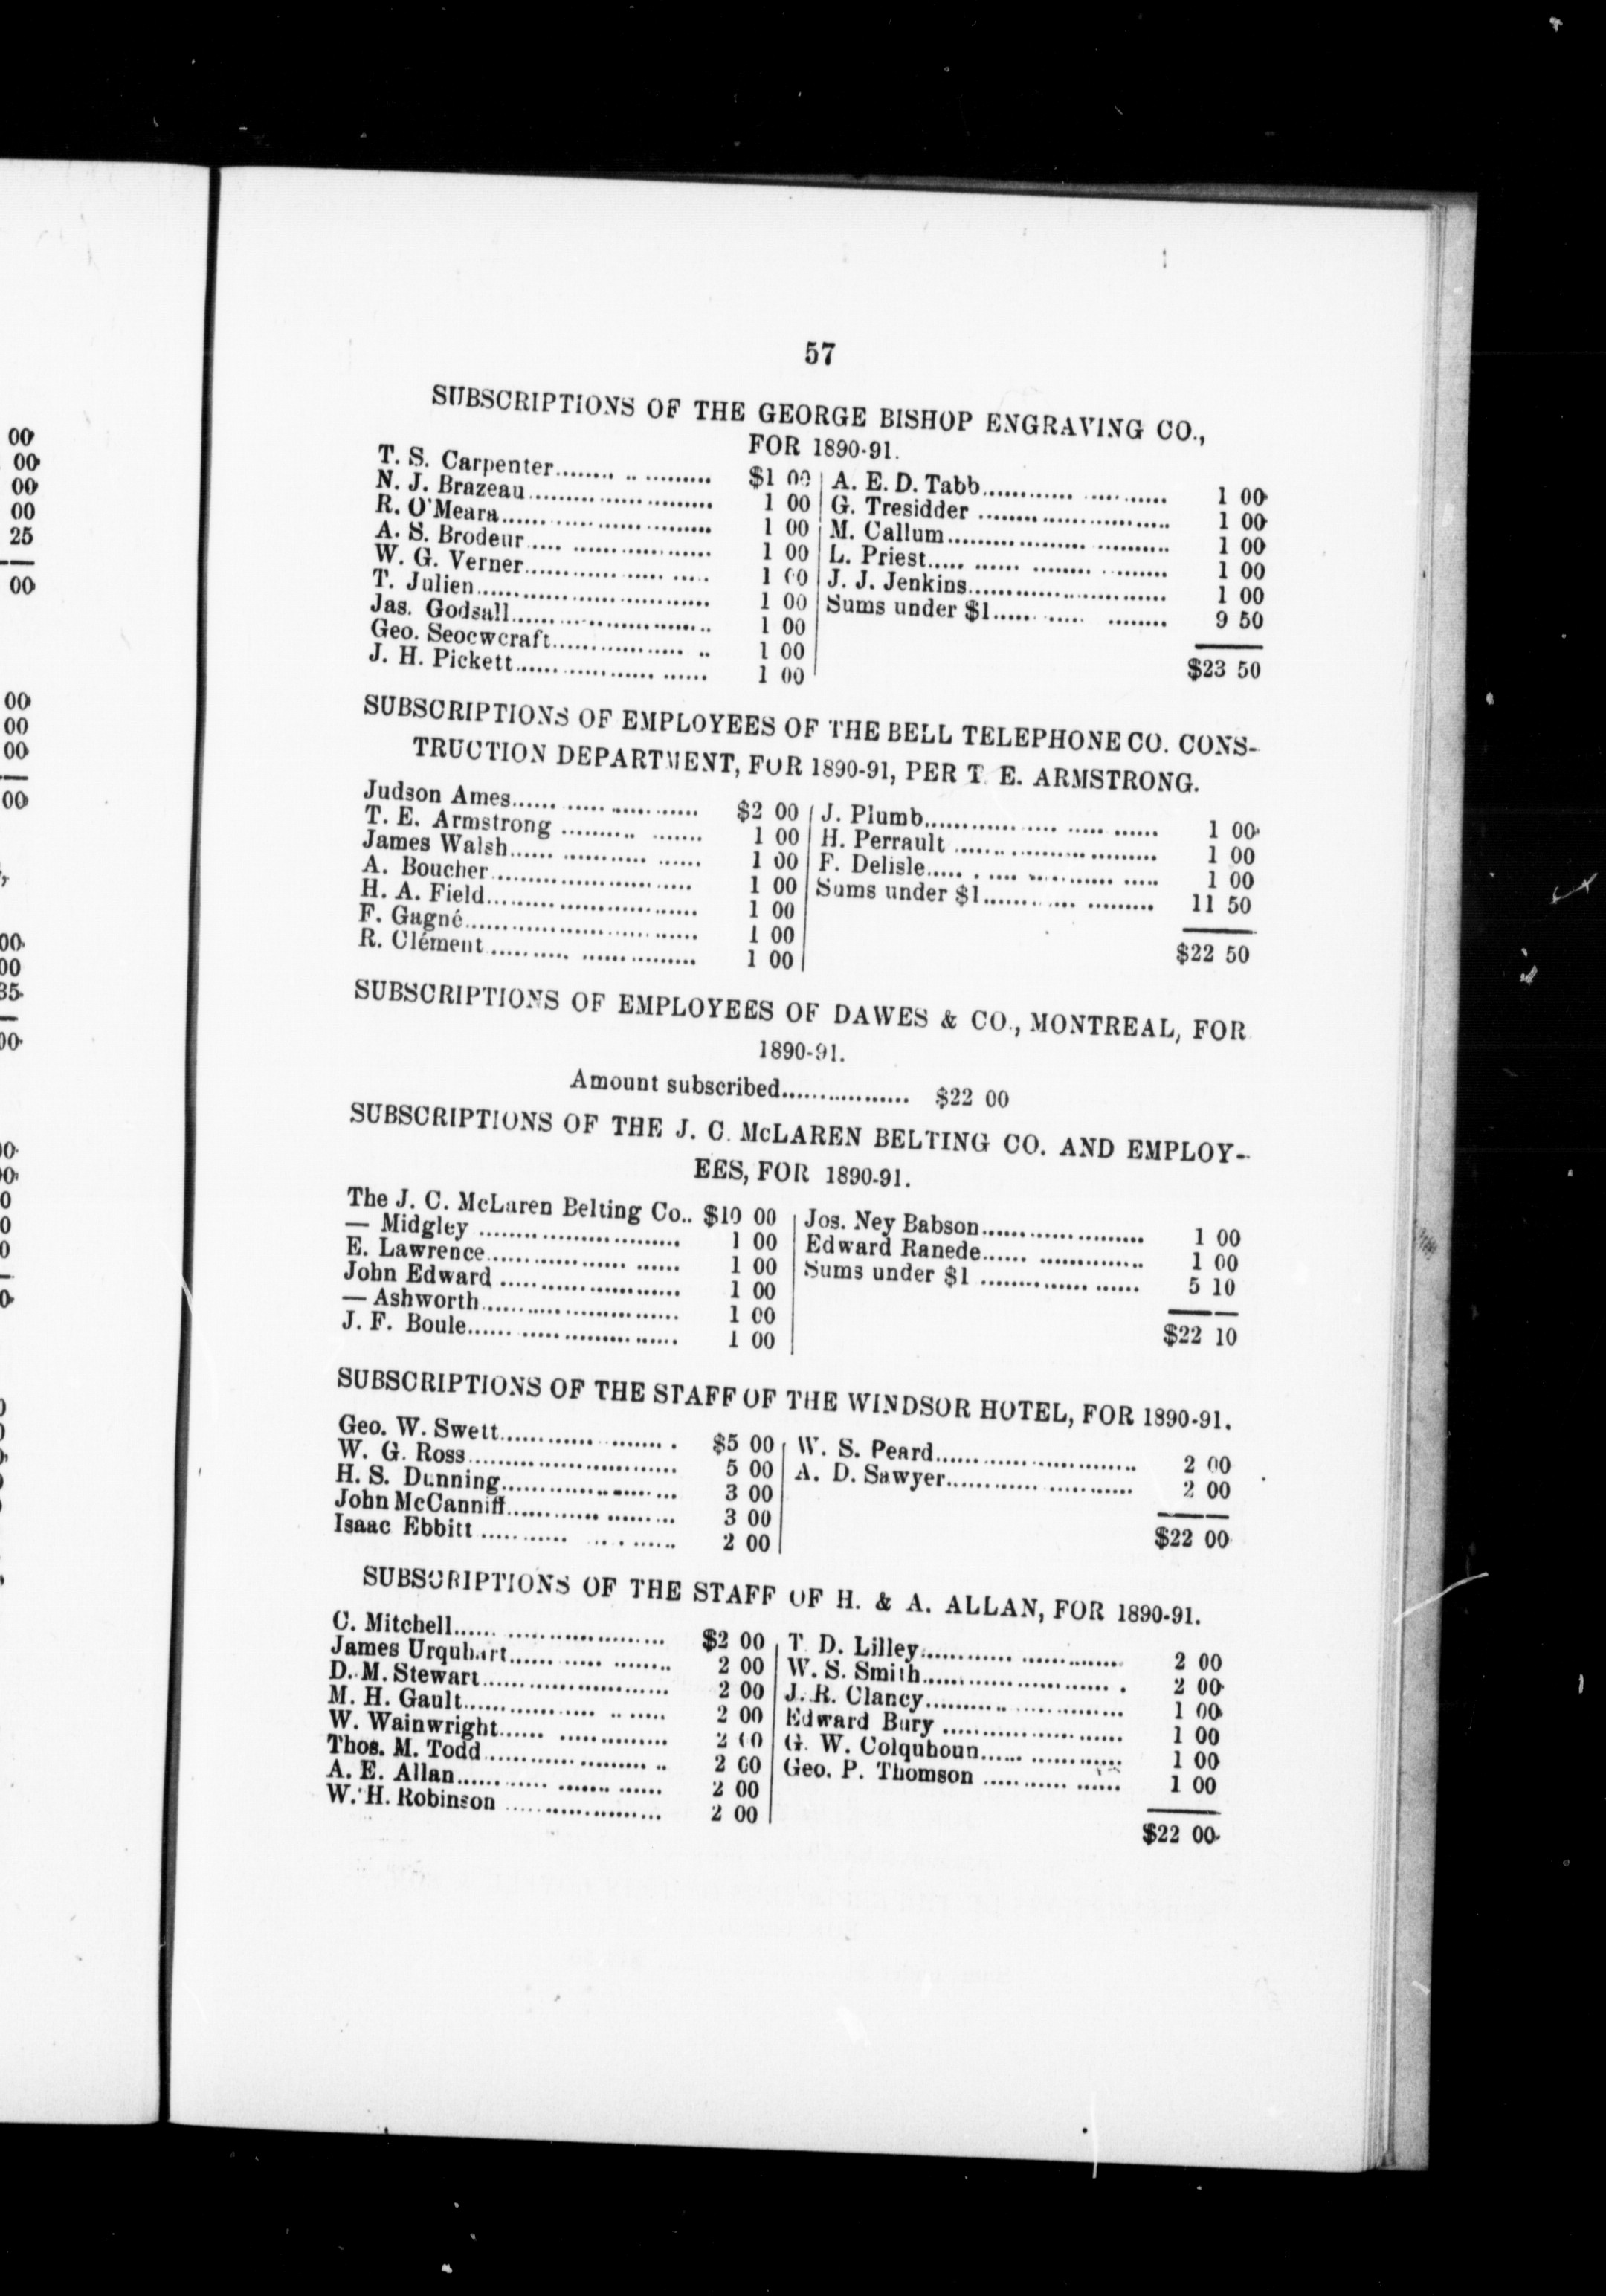 57
SUBSCRIPTIONS OF THE GEORGE BISHOP ENGRAVING CO.,
FOR 1890-91.
T. S. Carpenter........ .. ......... $1 00
N. J. Brazeau........................ 1 00
R. O'Meara........................... 1 00
A. S. Brodeur..... ................... 1 00
W. G. Verner.................. ..... 1 00
T. Julien............................... 1 00
Jas. Godsall........................... 1 00
Geo. Seocwcraft.................. .. 1 00
J. H. Pickett.................. ...... 1 00
A. E. D. Tabb............ ..... ...... 1 00
G. Tresidder ......................... 1 00
M. Callum................... .......... 1 00
L. Priest..... ...... ........ ......... 1 00
J. J. Jenkins.......................... 1 00
Sums under $1........... ........ 9 50
$23 50
SUBSCRIPTIONS OF EMPLOYEES OF THE BELL TELEPHONE CO. CONS-
TRUCTION DEPARTMENT, FOR 1890-91, PER T. E. ARMSTRONG.
Judson Ames...... ..... ............ $2 00
T. E. Armstrong .......... ....... 1 00
James Walsh...... ........... ...... 1 00
A. Boucher........................... 1 00
H. A. Field............................ 1 00
F. Gagné............................... 1 00
R. Clément........... ............... 1 00
J. Plumb.................. ..... ...... 1 00
H. Perrault .......................... 1 00
F. Delisle..... . .... ............ ..... 1 00
Sums under $1............ ......... 11 50
$22 50
SUBSCRIPTIONS OF EMPLOYEES OF DAWES & CO., MONTREAL, FOR
1890-91.
Amount subscribed................. $22 00
SUBSCRIPTIONS OF THE J. C. McLAREN BELTING CO. AND EMPLOY-
EES, FOR 1890-91.
The J. C. McLaren Belting Co.. $10 00
— Midgley ........................... 1 00
E. Lawrence.................. ...... 1 00
John Edward ........................ 1 00
— Ashworth.......................... 1 00
J. F. Boule...... ...................... 1 00
Jos. Ney Babson...................... 1 00
Edward Ranede...... .............. 1 00
Sums under $1 ............... ...... 5 10
$22 10
SUBSCRIPTIONS OF THE STAFF OF THE WINDSOR HOTEL, FOR 1890-91.
Geo. W. Swett..................... . $5 00
W. G. Ross............................ 5 00
H. S. Dunning........................ 3 00
John McCanniff............ ......... 3 00
Isaac Ebbitt ........... .... ...... 2 00
W. S. Peard........................... 2 00
A. D. Sawyer............ ........... 2 00
$22 00
SUBSCRIPTIONS OF THE STAFF OF H. & A. ALLAN, FOR 1890-91.
C. Mitchell...... ..................... $2 00
James Urquhart............ ........ 2 00
D. M. Stewart........................ 2 00
M. H. Gault.................. .. ..... 2 00
W. Wainwright...... ............... 2 00
Thos. M. Todd..................... .. 2 00
A. E. Allan............ ....... ...... 2 00
W. H. Robinson ..................... 2 00
T. D. Lilley............ .............. 2 00
W. S. Smith.......................... . 2 00
J. R. Clancy........... .............. 1 00
Edward Bury ........................ 1 00
G. W. Colquhoun...... ............ 1 00
Geo. P. Thomson ............ ...... 1 00
$22 00
00
00
00
00
25
00
00
00
00
00